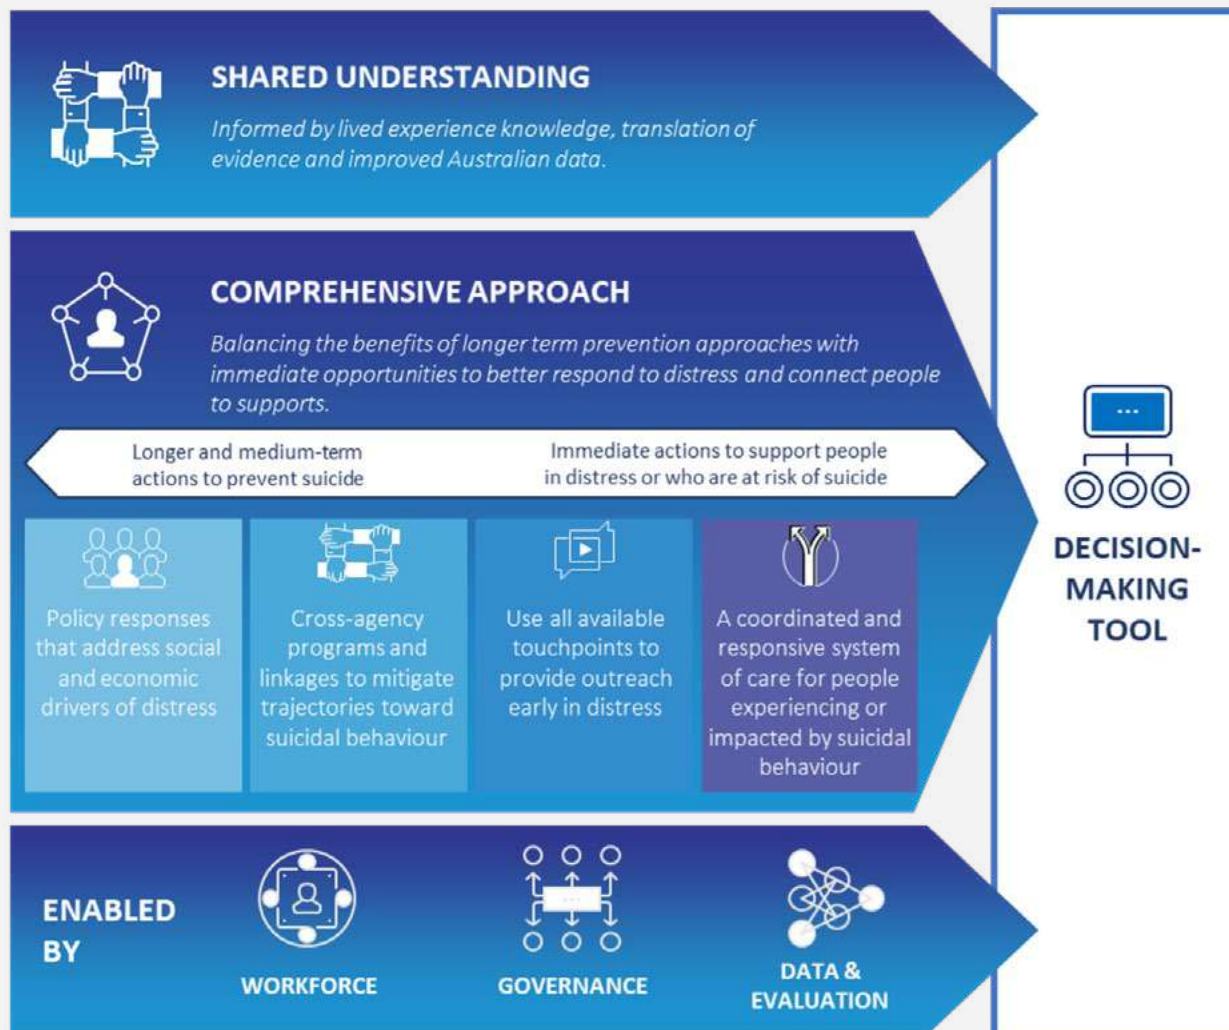 SHARED UNDERSTANDING
Informed by lived experience knowledge, translation of
evidence and improved Australian data.
COMPREHENSIVE APPROACH
Balancing the benefits of longer term prevention approaches with
immediate opportunities to better respond to distress and connect people
to supports.
Longer and medium-term
actions to prevent suicide
Immediate actions to support people
in distress or who are at risk of suicide
Policy responses
that address social
and economic
drivers of distress
Cross-agency
programs and
linkages to mitigate
trajectories toward
suicidal behaviour
Use all available
touchpoints to
provide outreach
early in distress
A coordinated and
responsive system
of care for people
experiencing or
impacted by suicidal
behaviour
ENABLED
BY
WORKFORCE
GOVERNANCE
DATA &
EVALUATION
DECISION-
MAKING
TOOL